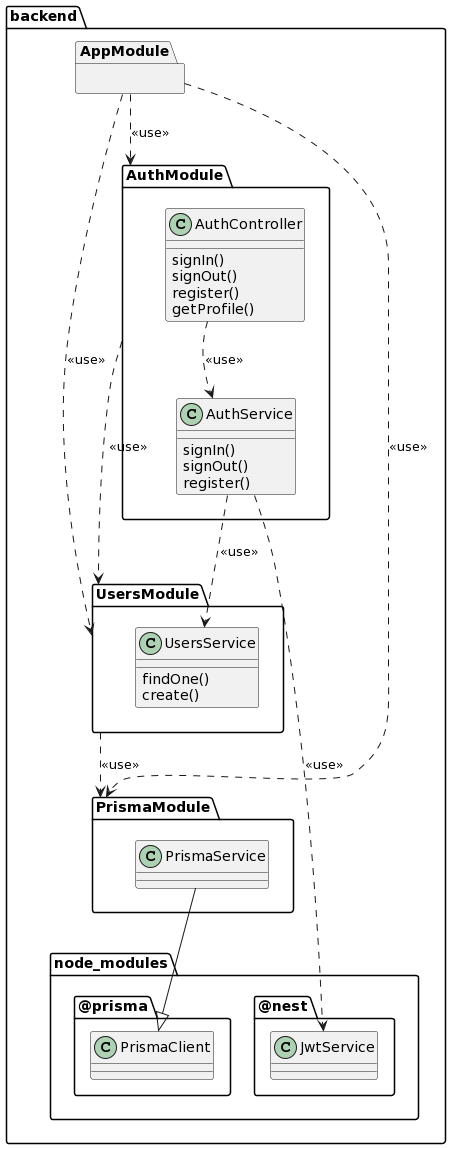 backend
AppModule
«use»
AuthModule
C AuthController
signIn()
signOut()
register()
getProfile()
«use»
«use»
C AuthService
signIn()
signOut()
register()
«use»
«use»
«use»
UsersModule
C UsersService
findOne()
create()
«use»
«use»
PrismaModule
C PrismaService
node_modules
@prisma
@nest
C PrismaClient
C JwtService